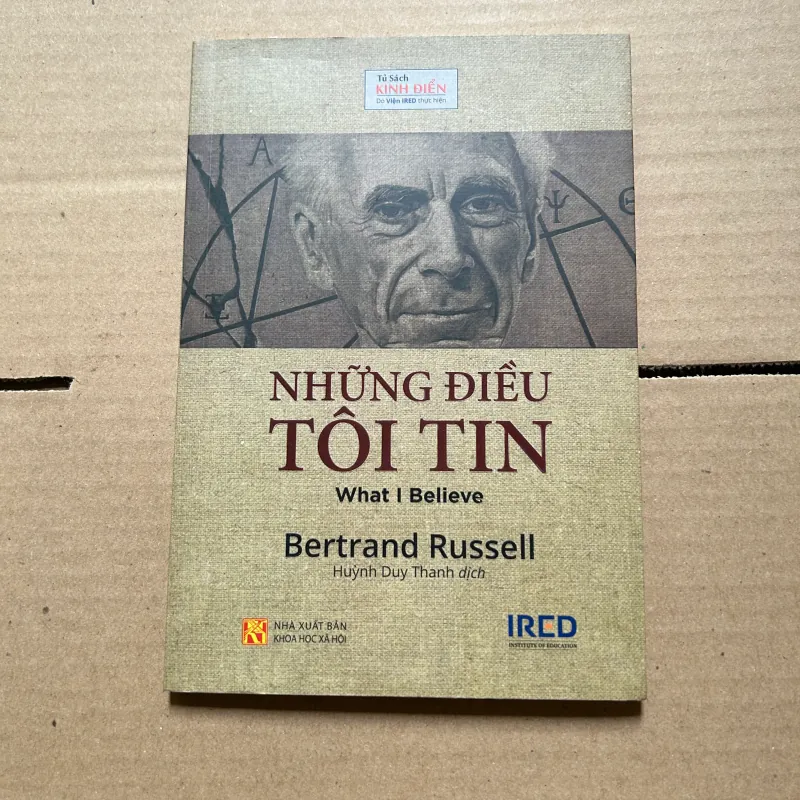 Tủ Sách
KINH ĐIỂN
Do Viện IRED thực hiện
A
Ψ
Θ
Ξ
NHỮNG ĐIỀU
TÔI TIN
What I Believe
Bertrand Russell
Huỳnh Duy Thanh dịch
NHÀ XUẤT BẢN
KHOA HỌC XÃ HỘI
IRED
INSTITUTE OF EDUCATION